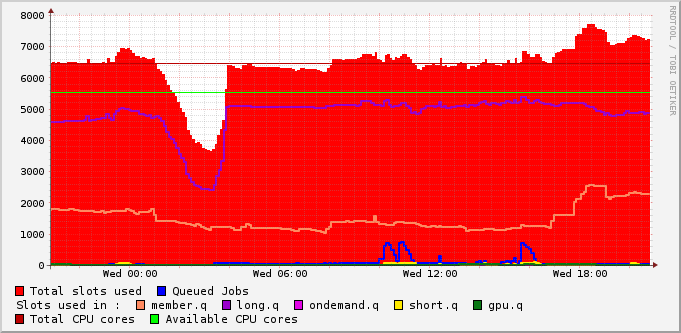 8000
7000
6000
5000
4000
3000
2000
1000
0
Wed 00:00 Wed 06:00 Wed 12:00 Wed 18:00
RRDTOOL / TOBI OETIKER
Total slots used Queued Jobs
Slots used in : member.q long.q ondemand.q short.q gpu.q
Total CPU cores Available CPU cores